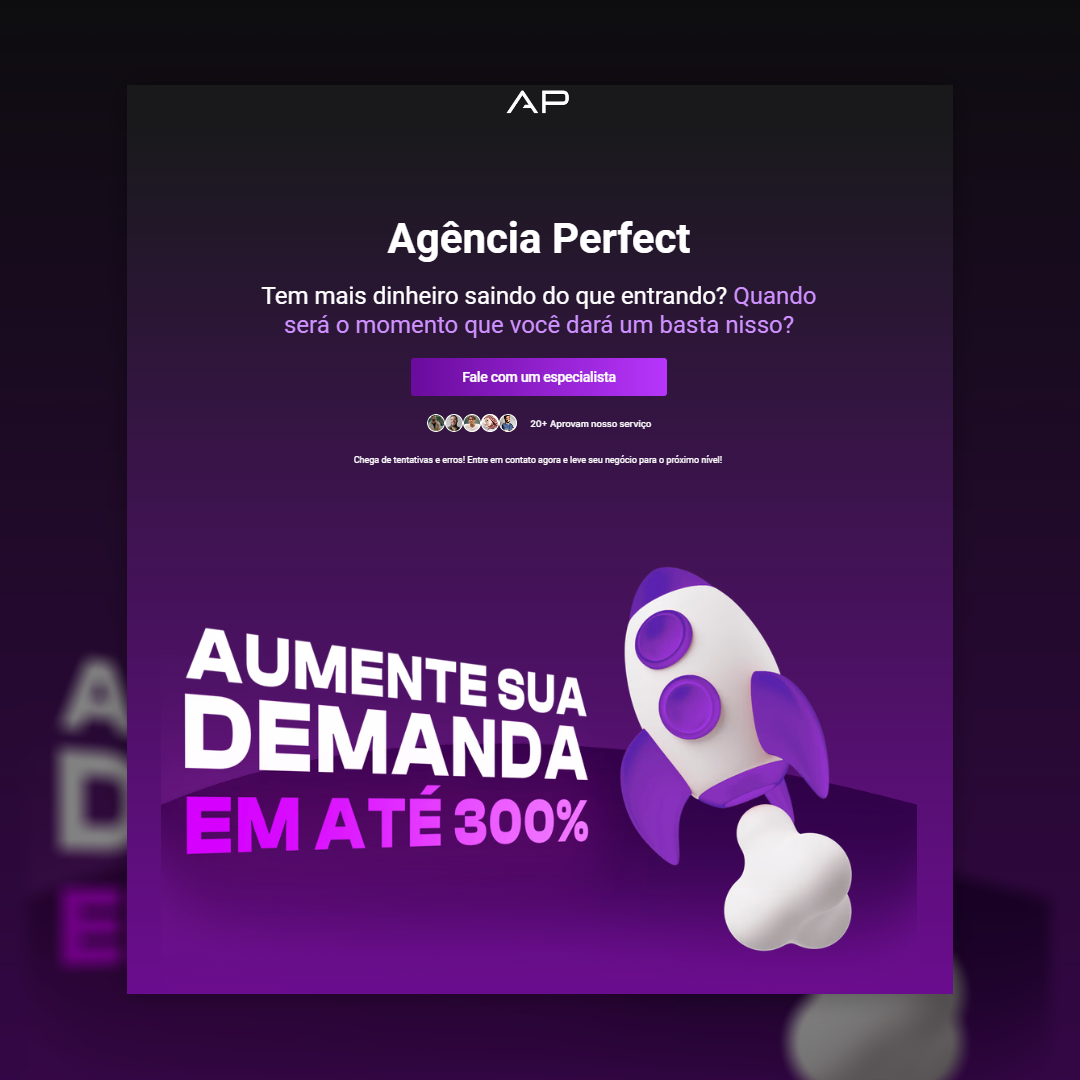 AP
Agência Perfect
Tem mais dinheiro saindo do que entrando? Quando
será o momento que você dará um basta nisso?
Fale com um especialista
20+ Aprovam nosso serviço
Chega de tentativas e erros! Entre em contato agora e leve seu negócio para o próximo nível!
AUMENTE SUA
DEMANDA
EM ATÉ 300%